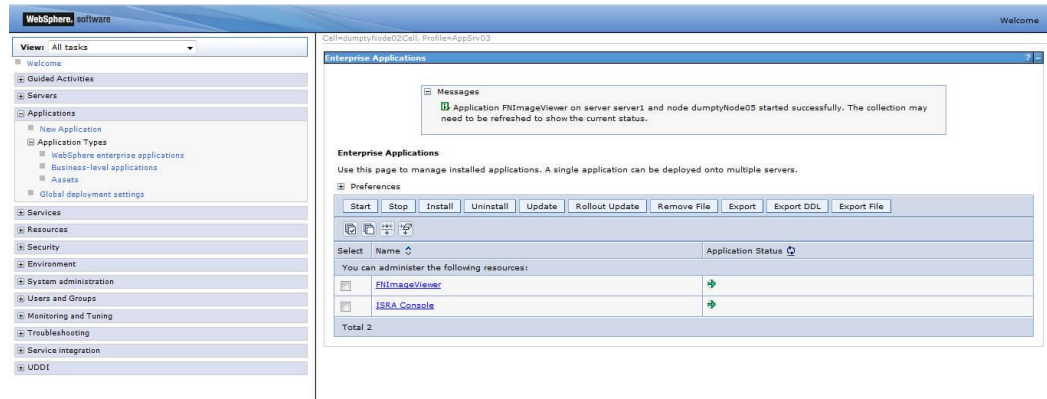 WebSphere. software
Welcome
View: All tasks
Welcome
Guided Activities
Servers
Applications
New Application
Application Types
WebSphere enterprise applications
Business-level applications
Assets
Global deployment settings
Services
Resources
Security
Environment
System administration
Users and Groups
Monitoring and Tuning
Troubleshooting
Service integration
UDDI
Cell=dumptyNode02Cell, Profile=AppSrv03
Enterprise Applications
? -
Messages
Application FNImageViewer on server server1 and node dumptyNode05 started successfully. The collection may
need to be refreshed to show the current status.
Enterprise Applications
Use this page to manage installed applications. A single application can be deployed onto multiple servers.
Preferences
Start Stop Install Uninstall Update Rollout Update Remove File Export Export DDL Export File
Select Name Application Status
You can administer the following resources:
FNImageViewer
ISRA Console
Total 2